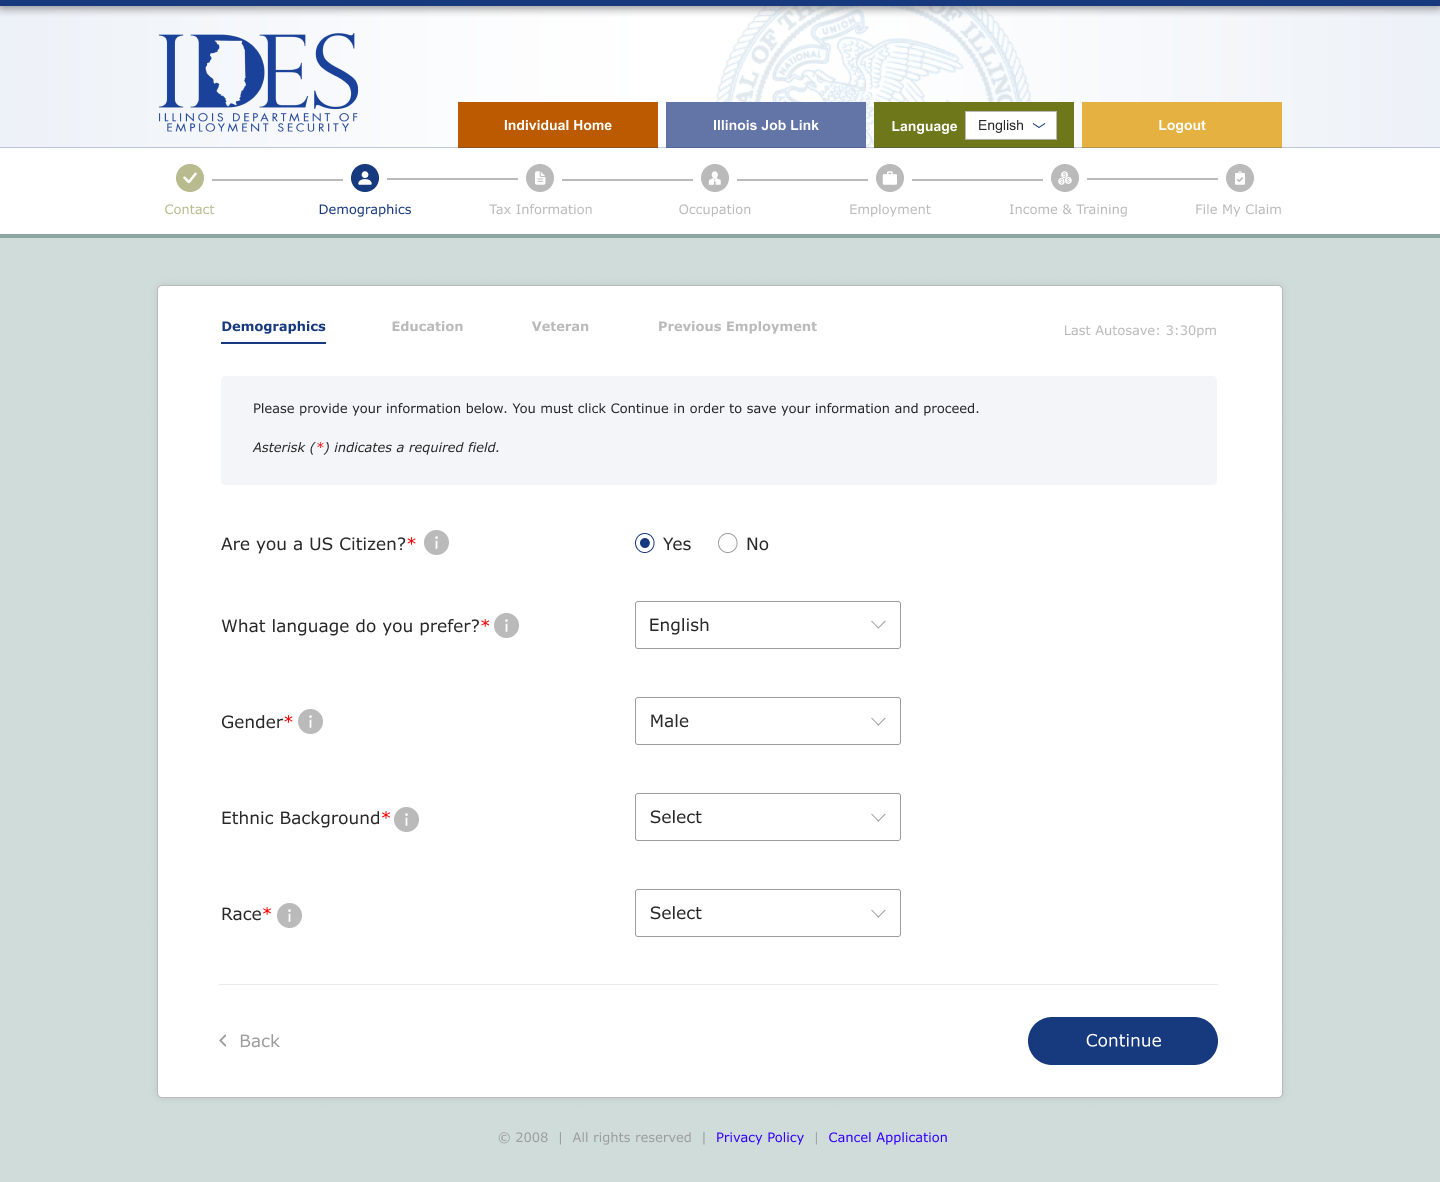 IDES
ILLINOIS DEPARTMENT OF
EMPLOYMENT SECURITY
Individual Home
Illinois Job Link
Language English
Logout
Contact
Demographics
Tax Information
Occupation
Employment
Income & Training
File My Claim
Demographics
Education
Veteran
Previous Employment
Last Autosave: 3:30pm
Please provide your information below. You must click Continue in order to save your information and proceed.
Asterisk (*) indicates a required field.
Are you a US Citizen?* i
Yes
No
What language do you prefer?* i
English
Gender* i
Male
Ethnic Background* i
Select
Race* i
Select
Back
Continue
© 2008 | All rights reserved | Privacy Policy | Cancel Application